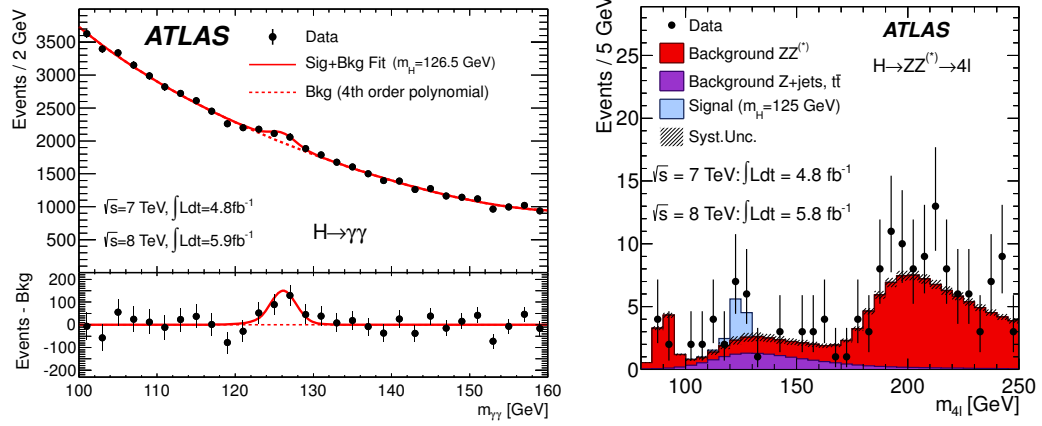 ATLAS
Data
Sig+Bkg Fit (m_H=126.5 GeV)
Bkg (4th order polynomial)
Events / 2 GeV
3500
3000
2500
2000
1500
1000
500
√s=7 TeV, ∫Ldt=4.8fb⁻¹
√s=8 TeV, ∫Ldt=5.9fb⁻¹
H→γγ
Events - Bkg
200
100
0
-100
-200
100 110 120 130 140 150 160
m_γγ [GeV]
Events / 5 GeV
25
20
15
10
5
0
Data
Background ZZ⁽*⁾
Background Z+jets, tt̄
Signal (m_H=125 GeV)
Syst.Unc.
ATLAS
H→ZZ⁽*⁾→4l
√s = 7 TeV: ∫Ldt = 4.8 fb⁻¹
√s = 8 TeV: ∫Ldt = 5.8 fb⁻¹
100 150 200 250
m_4l [GeV]